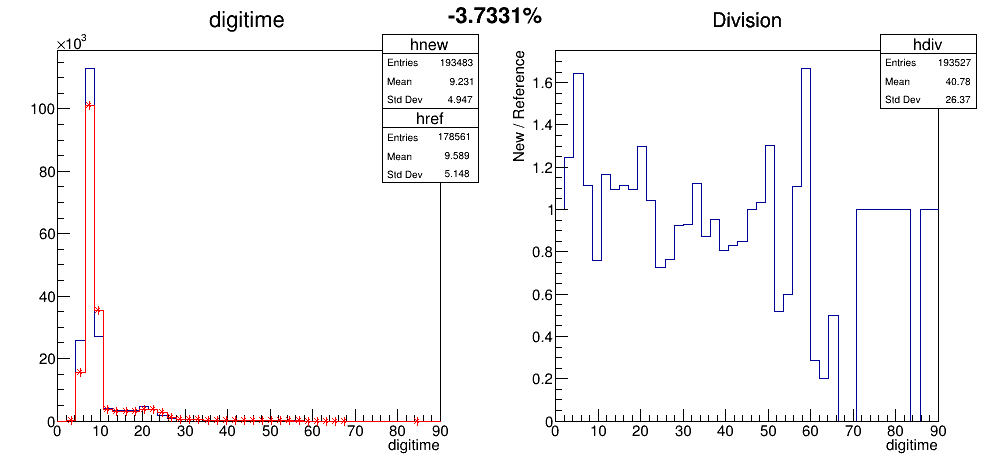 -3.7331%
digitime
×10³
hnew
Entries 193483
Mean 9.231
Std Dev 4.947
href
Entries 178561
Mean 9.589
Std Dev 5.148
100
80
60
40
20
0
0 10 20 30 40 50 60 70 80 90
digitime
Division
hdiv
Entries 193527
Mean 40.78
Std Dev 26.37
New / Reference
1.6
1.4
1.2
1
0.8
0.6
0.4
0.2
0
0 10 20 30 40 50 60 70 80 90
digitime